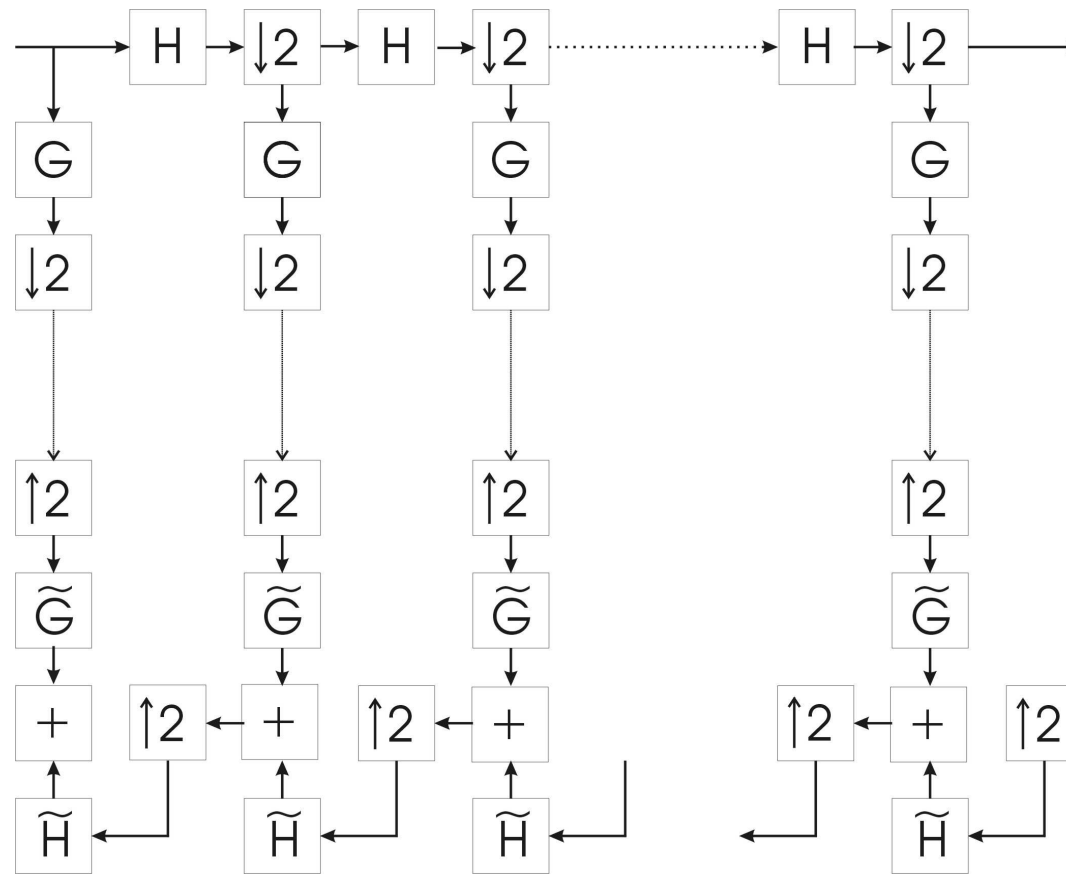 H ↓2 H ↓2 H ↓2
G G G G
↓2 ↓2 ↓2 ↓2
↑2 ↑2 ↑2 ↑2
G̃ G̃ G̃ G̃
+ ↑2 + ↑2 + ↑2 + ↑2
H̃ H̃ H̃ H̃